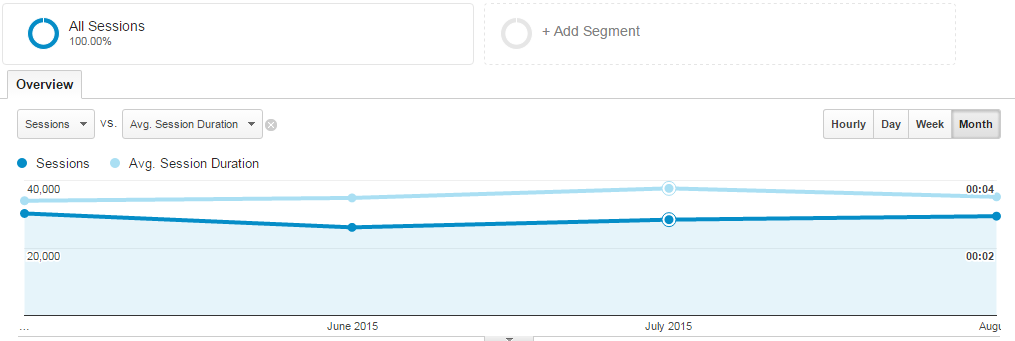 All Sessions
100.00%
+ Add Segment
Overview
Sessions vs. Avg. Session Duration
Hourly Day Week Month
Sessions Avg. Session Duration
40,000 00:04
20,000 00:02
... June 2015 July 2015 Augu